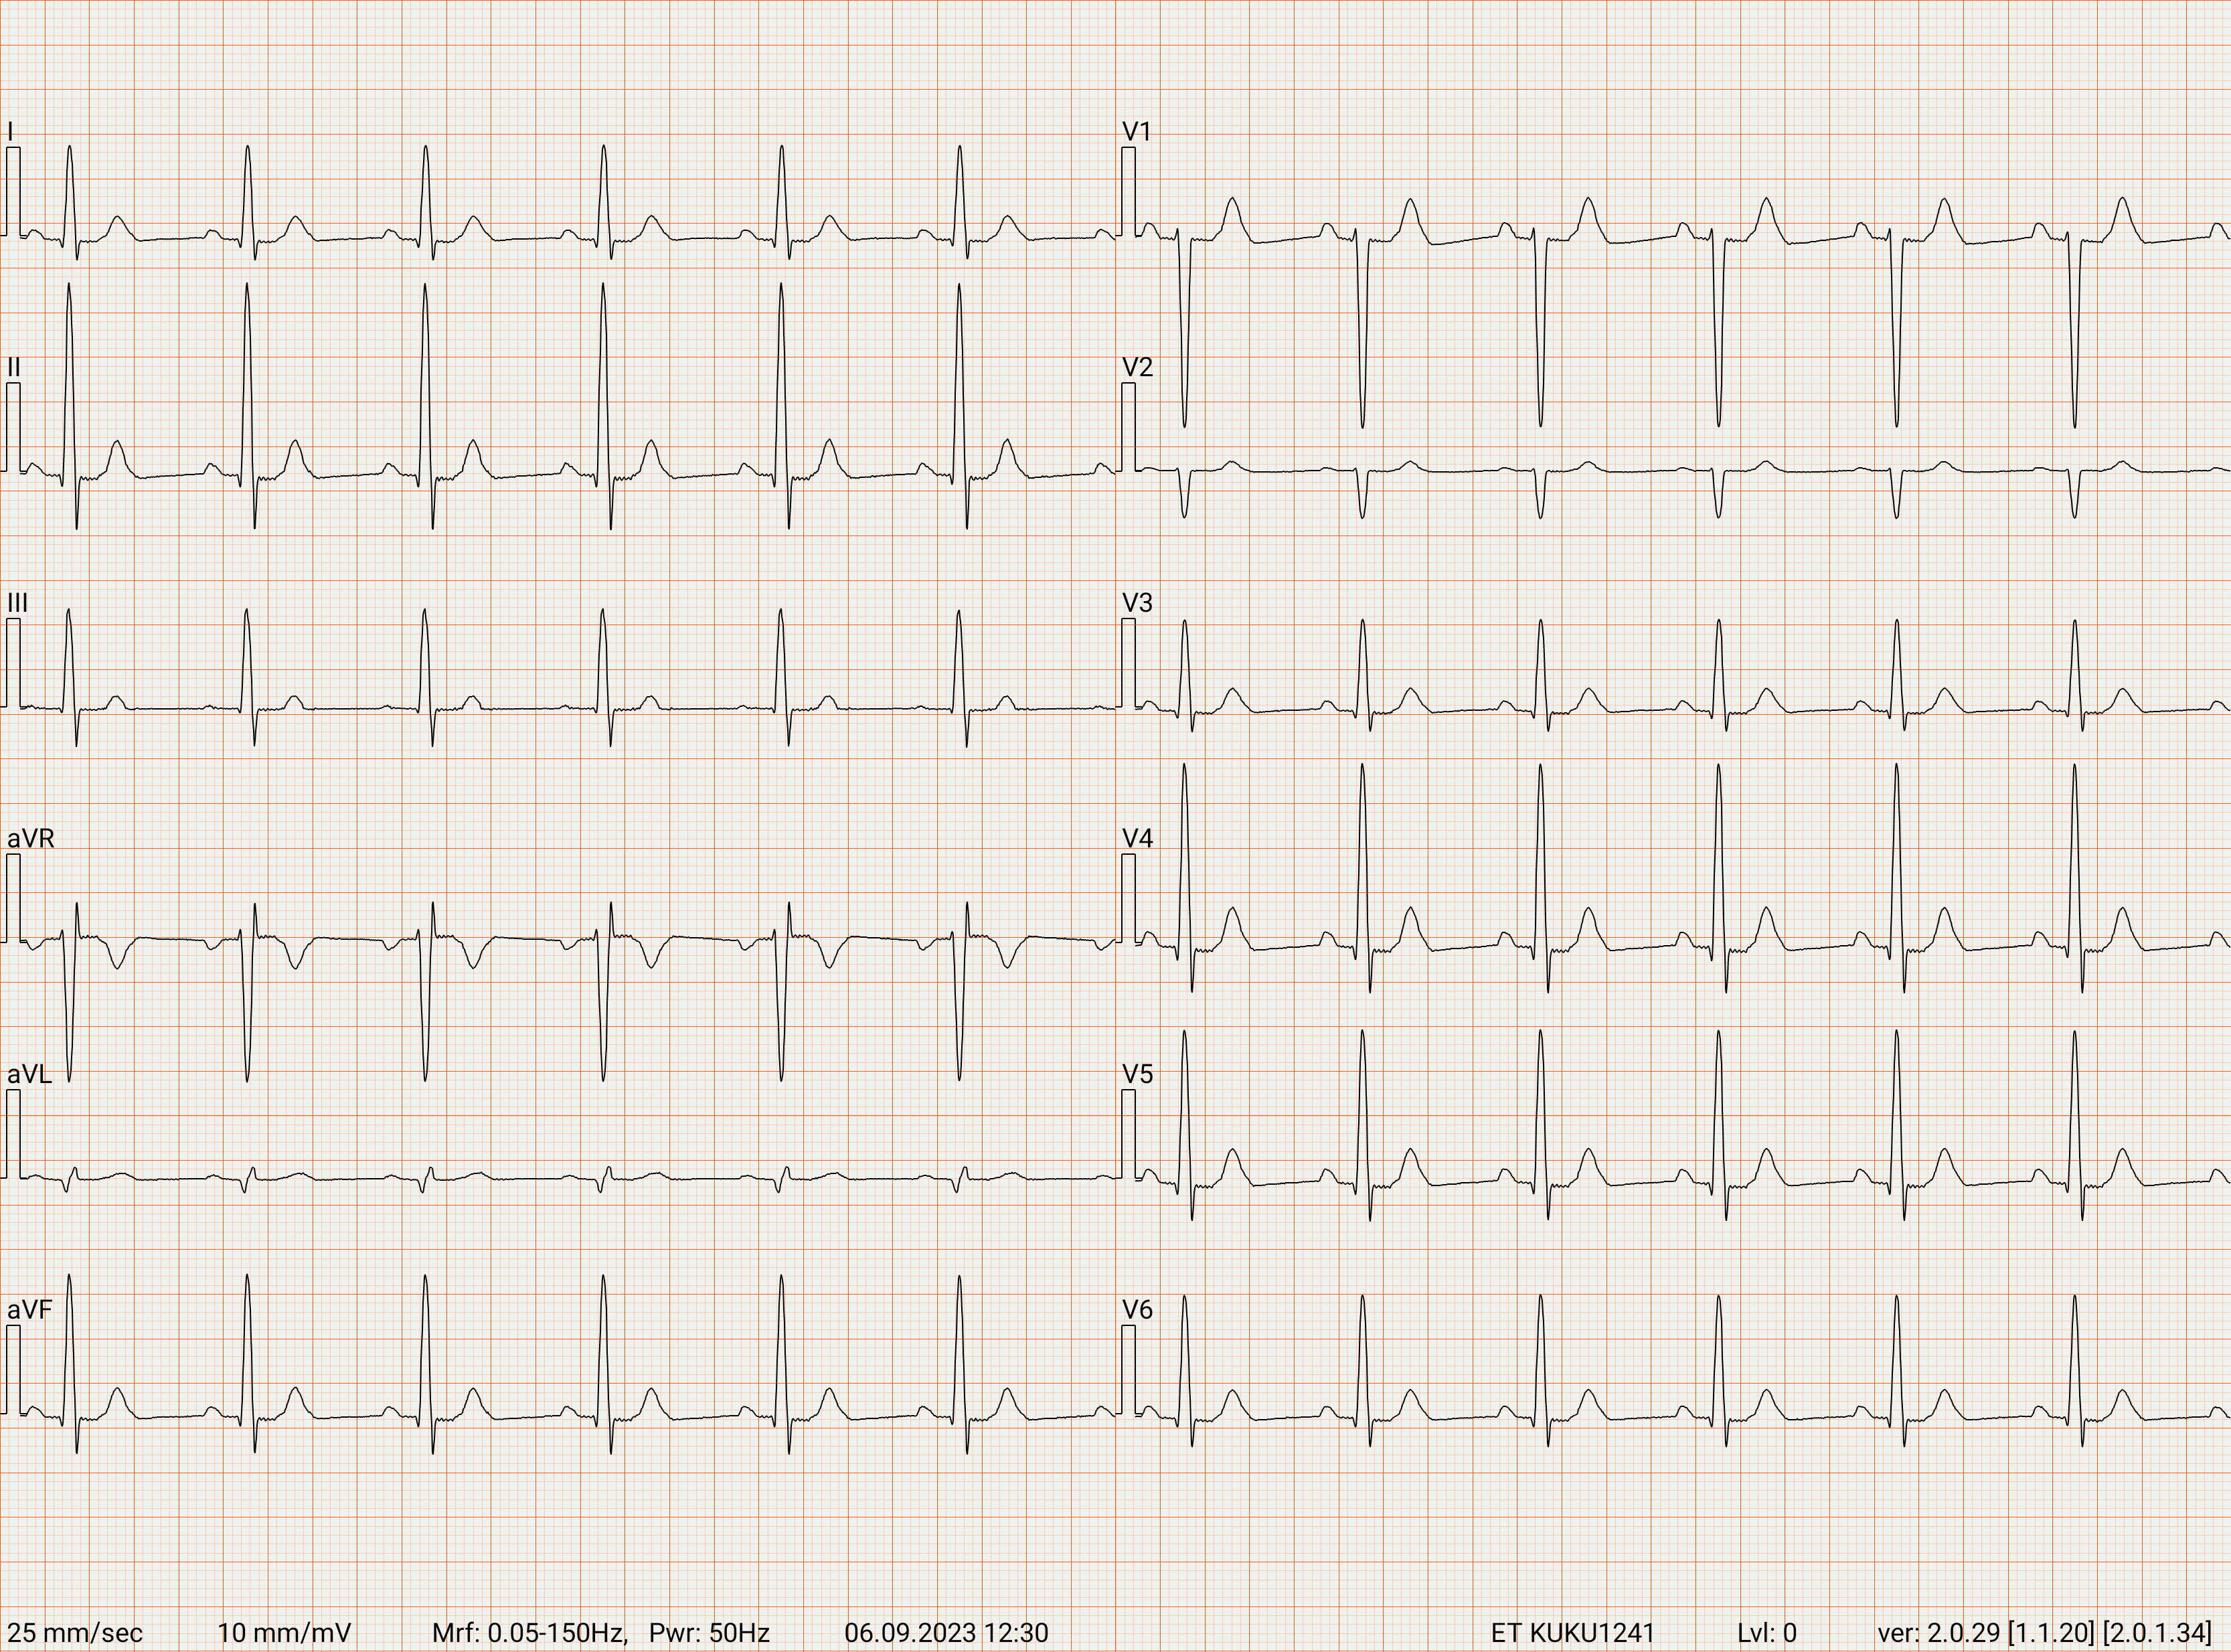 I
V1
II
V2
III
V3
aVR
V4
aVL
V5
aVF
V6
25 mm/sec 10 mm/mV Mrf: 0.05-150Hz, Pwr: 50Hz 06.09.2023 12:30 ET KUKU1241 Lvl: 0 ver: 2.0.29 [1.1.20] [2.0.1.34]